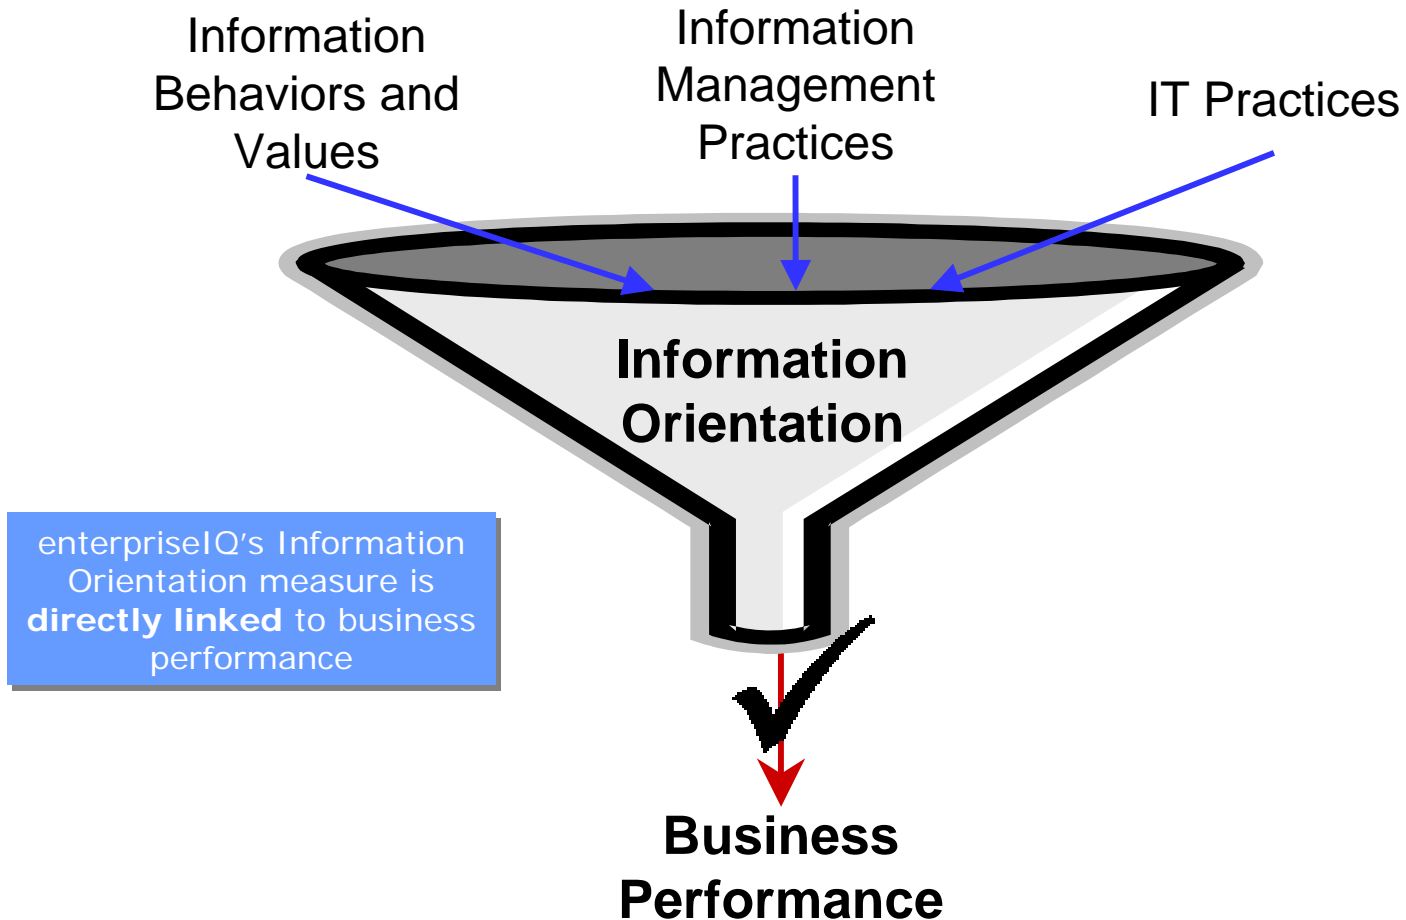 Information
Behaviors and
Values
Information
Management
Practices
IT Practices
Information
Orientation
enterpriseIQ's Information
Orientation measure is
directly linked to business
performance
Business
Performance